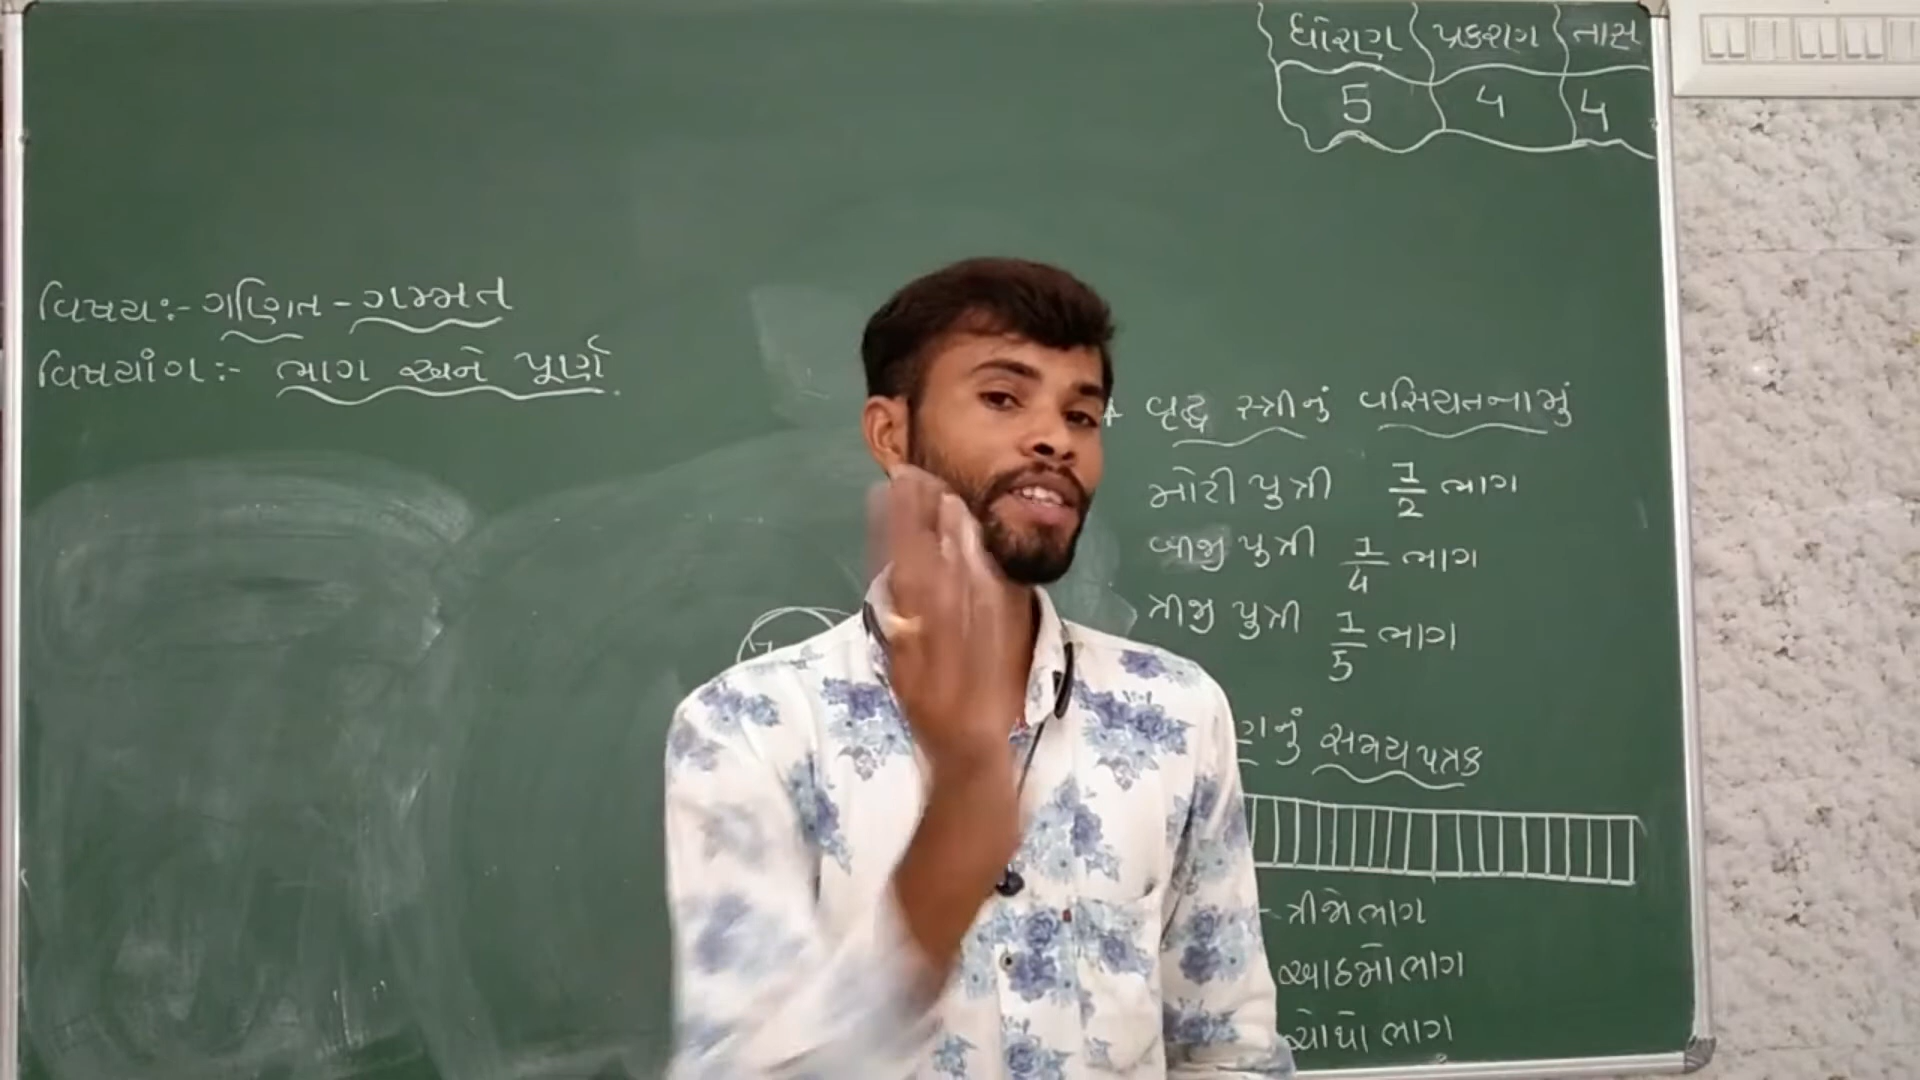 ધોરણ પ્રકરણ તાસ
5 4 4
વિષય:- ગણિત - ગમ્મત
વિષયાંગ:- ભાગ અને પૂર્ણ.
વૃદ્ધ સ્ત્રીનું વસિયતનામું
મોટી પુત્રી 1/2 ભાગ
બીજી પુત્રી 1/4 ભાગ
ત્રીજી પુત્રી 1/5 ભાગ
સમયપત્રક
- ત્રીજો ભાગ
આઠમો ભાગ
ચોથો ભાગ